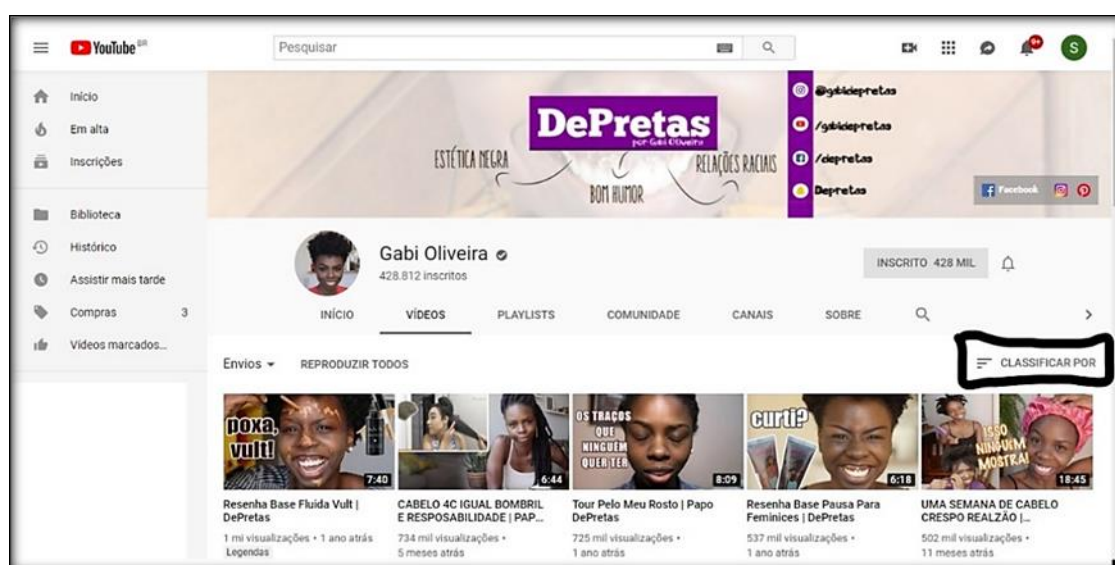 YouTube BR
Pesquisar
9+
S
Início
Em alta
Inscrições
Biblioteca
Histórico
Assistir mais tarde
Compras 3
Vídeos marcados...
DePretas
por Gabi Oliveira
ESTÉTICA NEGRA
BOM HUMOR
RELAÇÕES RACIAIS
@gabidepretas
/gabidepretas
/depretas
Depretas
Facebook
Gabi Oliveira
428.812 inscritos
INSCRITO 428 MIL
INÍCIO VÍDEOS PLAYLISTS COMUNIDADE CANAIS SOBRE
Envios REPRODUZIR TODOS
CLASSIFICAR POR
poxa,
vult!
7:40
Resenha Base Fluida Vult |
DePretas
1 mi visualizações • 1 ano atrás
Legendas
6:44
CABELO 4C IGUAL BOMBRIL
E RESPOSABILIDADE | PAP...
734 mil visualizações •
5 meses atrás
OS TRAÇOS
QUE
NINGUÉM
QUER TER
8:09
Tour Pelo Meu Rosto | Papo
DePretas
725 mil visualizações •
1 ano atrás
curti?
6:18
Resenha Base Pausa Para
Feminices | DePretas
537 mil visualizações •
1 ano atrás
ISSO
NINGUÉM
MOSTRA!
18:45
UMA SEMANA DE CABELO
CRESPO REALZÃO |...
502 mil visualizações •
11 meses atrás